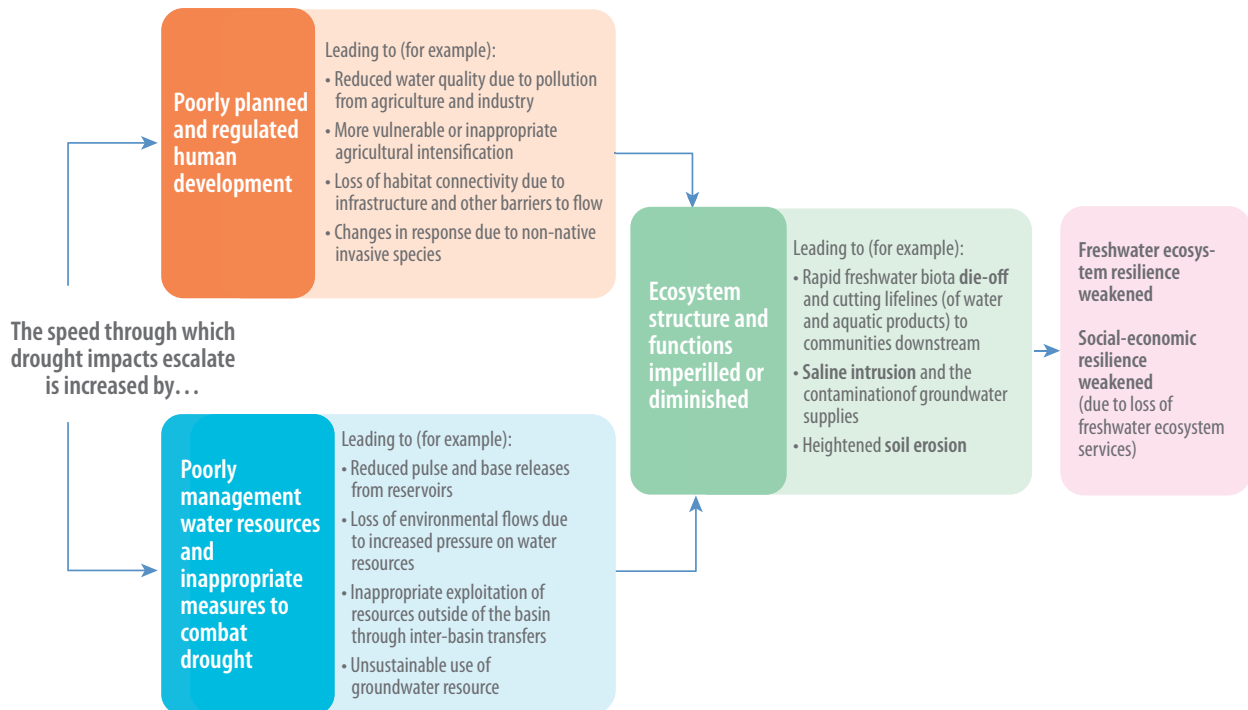 Poorly planned
and regulated
human
development
Leading to (for example):
• Reduced water quality due to pollution
from agriculture and industry
• More vulnerable or inappropriate
agricultural intensification
• Loss of habitat connectivity due to
infrastructure and other barriers to flow
• Changes in response due to non-native
invasive species
The speed through which
drought impacts escalate
is increased by…
Poorly
management
water resources
and
inappropriate
measures to
combat
drought
Leading to (for example):
• Reduced pulse and base releases
from reservoirs
• Loss of environmental flows due
to increased pressure on water
resources
• Inappropriate exploitation of
resources outside of the basin
through inter-basin transfers
• Unsustainable use of
groundwater resource
Ecosystem
structure and
functions
imperilled or
diminished
Leading to (for example):
• Rapid freshwater biota die-off
and cutting lifelines (of water
and aquatic products) to
communities downstream
• Saline intrusion and the
contaminationof groundwater
supplies
• Heightened soil erosion
Freshwater ecosys-
tem resilience
weakened
Social-economic
resilience
weakened
(due to loss of
freshwater ecosystem
services)